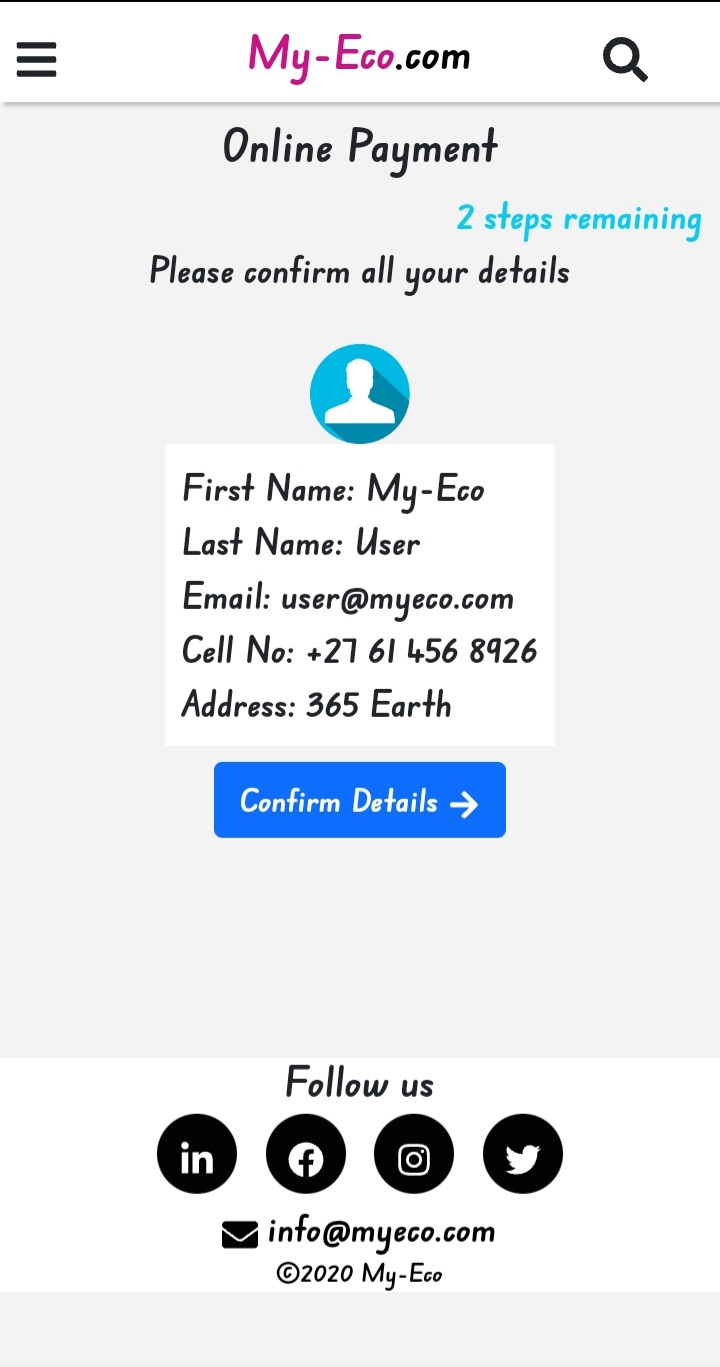 My-Eco.com
Online Payment
2 steps remaining
Please confirm all your details
First Name: My-Eco
Last Name: User
Email: user@myeco.com
Cell No: +27 61 456 8926
Address: 365 Earth
Confirm Details →
Follow us
info@myeco.com
©2020 My-Eco